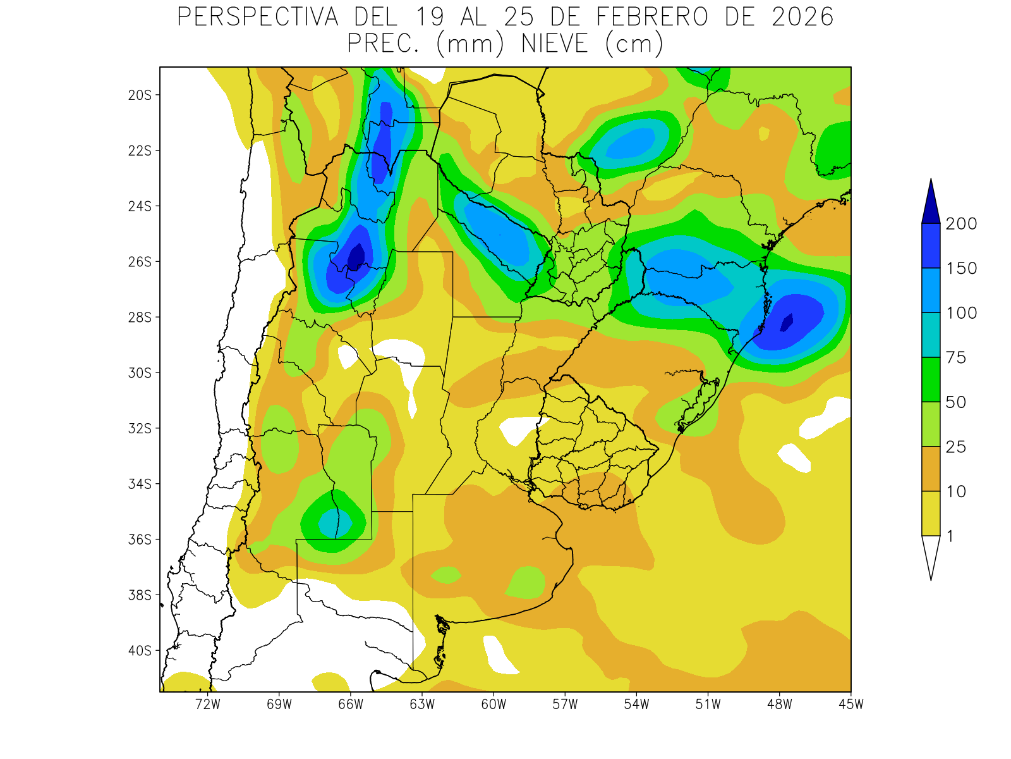 PERSPECTIVA DEL 19 AL 25 DE FEBRERO DE 2026
PREC. (mm) NIEVE (cm)
20S
22S
24S
26S
28S
30S
32S
34S
36S
38S
40S
72W 69W 66W 63W 60W 57W 54W 51W 48W 45W
200
150
100
75
50
25
10
1